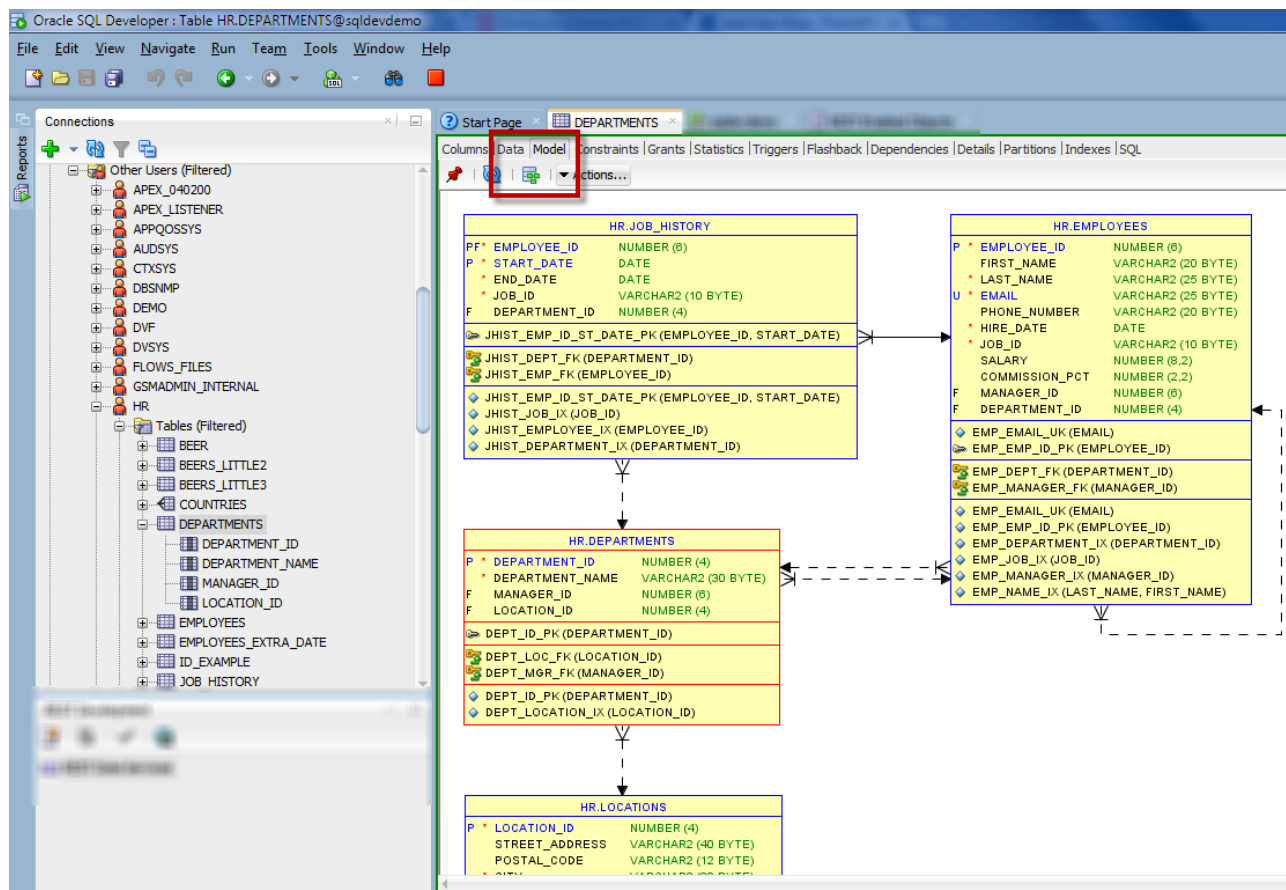 Oracle SQL Developer : Table HR.DEPARTMENTS@sqldevdemo
File Edit View Navigate Run Team Tools Window Help
Reports
Connections
Other Users (Filtered)
APEX_040200
APEX_LISTENER
APPQOSSYS
AUDSYS
CTXSYS
DBSNMP
DEMO
DVF
DVSYS
FLOWS_FILES
GSMADMIN_INTERNAL
HR
Tables (Filtered)
BEER
BEERS_LITTLE2
BEERS_LITTLE3
COUNTRIES
DEPARTMENTS
DEPARTMENT_ID
DEPARTMENT_NAME
MANAGER_ID
LOCATION_ID
EMPLOYEES
EMPLOYEES_EXTRA_DATE
ID_EXAMPLE
JOB_HISTORY
Start Page DEPARTMENTS
Columns |Data |Model |Constraints |Grants |Statistics |Triggers |Flashback |Dependencies |Details |Partitions |Indexes |SQL
Actions...
HR.JOB_HISTORY
PF* EMPLOYEE_ID NUMBER (6)
P * START_DATE DATE
* END_DATE DATE
* JOB_ID VARCHAR2 (10 BYTE)
F DEPARTMENT_ID NUMBER (4)
JHIST_EMP_ID_ST_DATE_PK (EMPLOYEE_ID, START_DATE)
JHIST_DEPT_FK (DEPARTMENT_ID)
JHIST_EMP_FK (EMPLOYEE_ID)
JHIST_EMP_ID_ST_DATE_PK (EMPLOYEE_ID, START_DATE)
JHIST_JOB_IX (JOB_ID)
JHIST_EMPLOYEE_IX (EMPLOYEE_ID)
JHIST_DEPARTMENT_IX (DEPARTMENT_ID)
HR.EMPLOYEES
P * EMPLOYEE_ID NUMBER (6)
FIRST_NAME VARCHAR2 (20 BYTE)
* LAST_NAME VARCHAR2 (25 BYTE)
U * EMAIL VARCHAR2 (25 BYTE)
PHONE_NUMBER VARCHAR2 (20 BYTE)
* HIRE_DATE DATE
* JOB_ID VARCHAR2 (10 BYTE)
SALARY NUMBER (8,2)
COMMISSION_PCT NUMBER (2,2)
F MANAGER_ID NUMBER (6)
F DEPARTMENT_ID NUMBER (4)
EMP_EMAIL_UK (EMAIL)
EMP_EMP_ID_PK (EMPLOYEE_ID)
EMP_DEPT_FK (DEPARTMENT_ID)
EMP_MANAGER_FK (MANAGER_ID)
EMP_EMAIL_UK (EMAIL)
EMP_EMP_ID_PK (EMPLOYEE_ID)
EMP_DEPARTMENT_IX (DEPARTMENT_ID)
EMP_JOB_IX (JOB_ID)
EMP_MANAGER_IX (MANAGER_ID)
EMP_NAME_IX (LAST_NAME, FIRST_NAME)
HR.DEPARTMENTS
P * DEPARTMENT_ID NUMBER (4)
* DEPARTMENT_NAME VARCHAR2 (30 BYTE)
F MANAGER_ID NUMBER (6)
F LOCATION_ID NUMBER (4)
DEPT_ID_PK (DEPARTMENT_ID)
DEPT_LOC_FK (LOCATION_ID)
DEPT_MGR_FK (MANAGER_ID)
DEPT_ID_PK (DEPARTMENT_ID)
DEPT_LOCATION_IX (LOCATION_ID)
HR.LOCATIONS
P * LOCATION_ID NUMBER (4)
STREET_ADDRESS VARCHAR2 (40 BYTE)
POSTAL_CODE VARCHAR2 (12 BYTE)